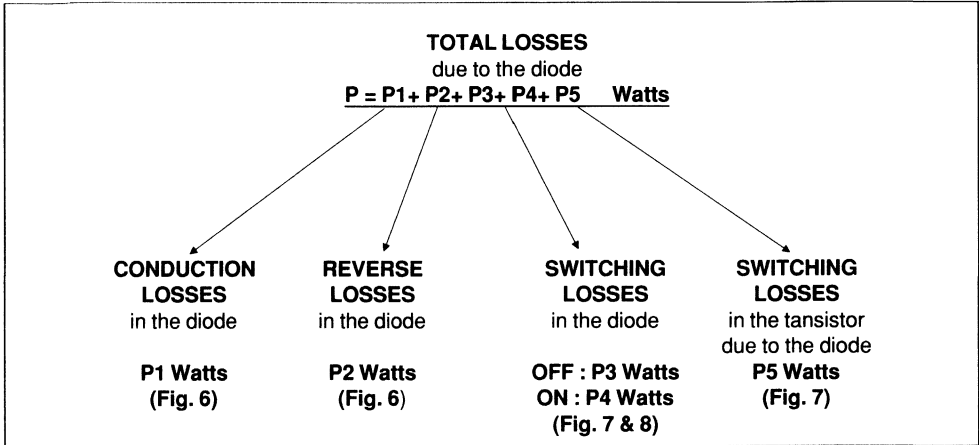 TOTAL LOSSES
due to the diode
P = P1+ P2+ P3+ P4+ P5 Watts
CONDUCTION
LOSSES
in the diode
P1 Watts
(Fig. 6)
REVERSE
LOSSES
in the diode
P2 Watts
(Fig. 6)
SWITCHING
LOSSES
in the diode
OFF : P3 Watts
ON : P4 Watts
(Fig. 7 & 8)
SWITCHING
LOSSES
in the tansistor
due to the diode
P5 Watts
(Fig. 7)